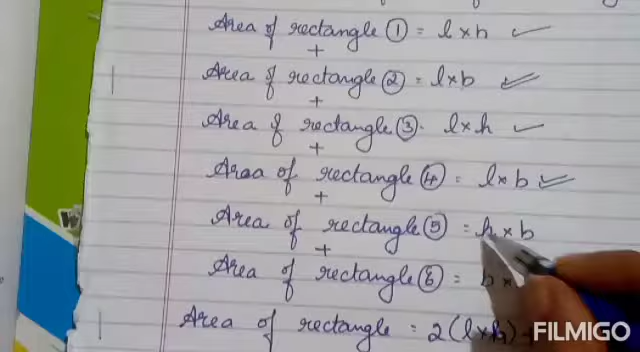 Area of rectangle ① = l × h
+
Area of rectangle ② = l × b
+
Area of rectangle ③ . l × h
+
Area of rectangle ④ = l × b
+
Area of rectangle ⑤ = h × b
+
Area of rectangle ⑥ = b ×
Area of rectangle = 2 (l × h)
FILMIGO